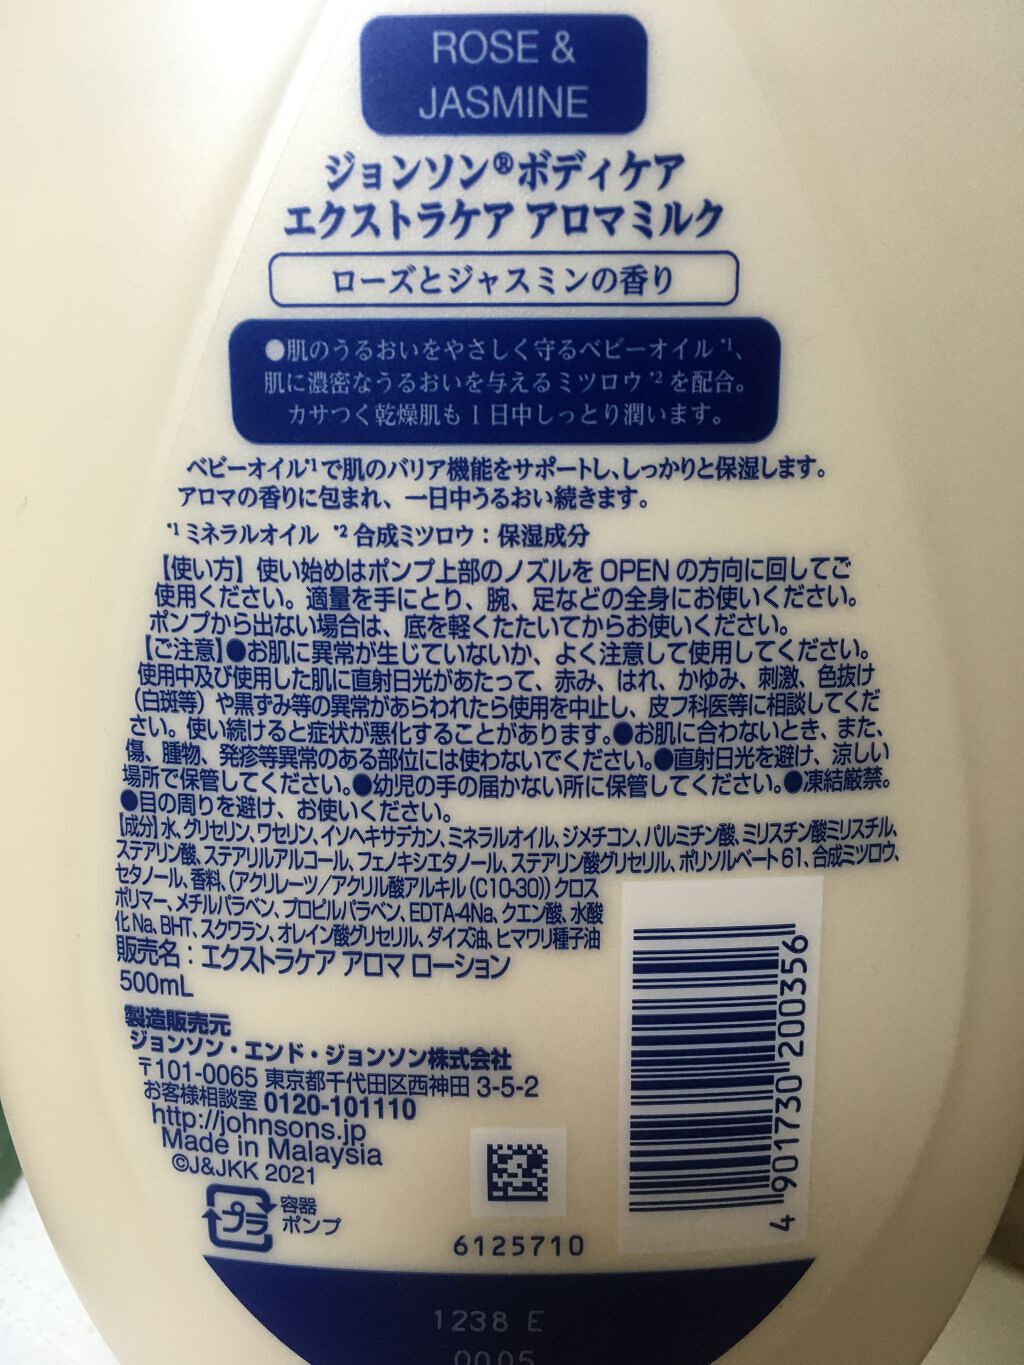 ROSE &
JASMINE
ジョンソン®ボディケア
エクストラケア アロマミルク
ローズとジャスミンの香り
●肌のうるおいをやさしく守るベビーオイル*1、
肌に濃密なうるおいを与えるミツロウ*2を配合。
カサつく乾燥肌も1日中しっとり潤います。
ベビーオイル*1で肌のバリア機能をサポートし、しっかりと保湿します。
アロマの香りに包まれ、一日中うるおい続きます。
*1 ミネラルオイル *2 合成ミツロウ：保湿成分
【使い方】使い始めはポンプ上部のノズルを OPEN の方向に回してご
使用ください。適量を手にとり、腕、足などの全身にお使いください。
ポンプから出ない場合は、底を軽くたたいてからお使いください。
【ご注意】●お肌に異常が生じていないか、よく注意して使用してください。
使用中及び使用した肌に直射日光があたって、赤み、はれ、かゆみ、刺激、色抜け
（白斑等）や黒ずみ等の異常があらわれたら使用を中止し、皮フ科医等に相談してくだ
さい。使い続けると症状が悪化することがあります。●お肌に合わないとき、また、
傷、腫物、発疹等異常のある部位には使わないでください。●直射日光を避け、涼しい
場所で保管してください。●幼児の手の届かない所に保管してください。●凍結厳禁。
●目の周りを避け、お使いください。
【成分】水、グリセリン、ワセリン、イソヘキサデカン、ミネラルオイル、ジメチコン、パルミチン酸、ミリスチン酸ミリスチル、
ステアリン酸、ステアリルアルコール、フェノキシエタノール、ステアリン酸グリセリル、ポリソルベート61、合成ミツロウ、
セタノール、香料、（アクリレーツ／アクリル酸アルキル（C10-30））クロス
ポリマー、メチルパラベン、プロピルパラベン、EDTA-4Na、クエン酸、水酸
化Na、BHT、スクワラン、オレイン酸グリセリル、ダイズ油、ヒマワリ種子油
販売名：エクストラケア アロマ ローション
500mL
製造販売元
ジョンソン・エンド・ジョンソン株式会社
〒101-0065 東京都千代田区西神田 3-5-2
お客様相談室 0120-101110
http://johnsons.jp
Made in Malaysia
©J&JKK 2021
プラ
容器
ポンプ
6125710
4 901730 200356
1238 E
0005